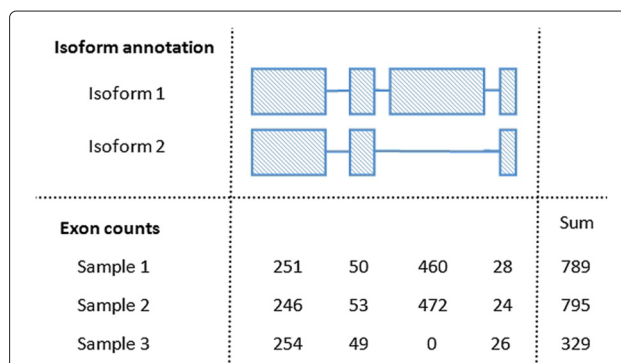 Isoform annotation
Isoform 1
Isoform 2
Exon counts Sum
Sample 1 251 50 460 28 789
Sample 2 246 53 472 24 795
Sample 3 254 49 0 26 329